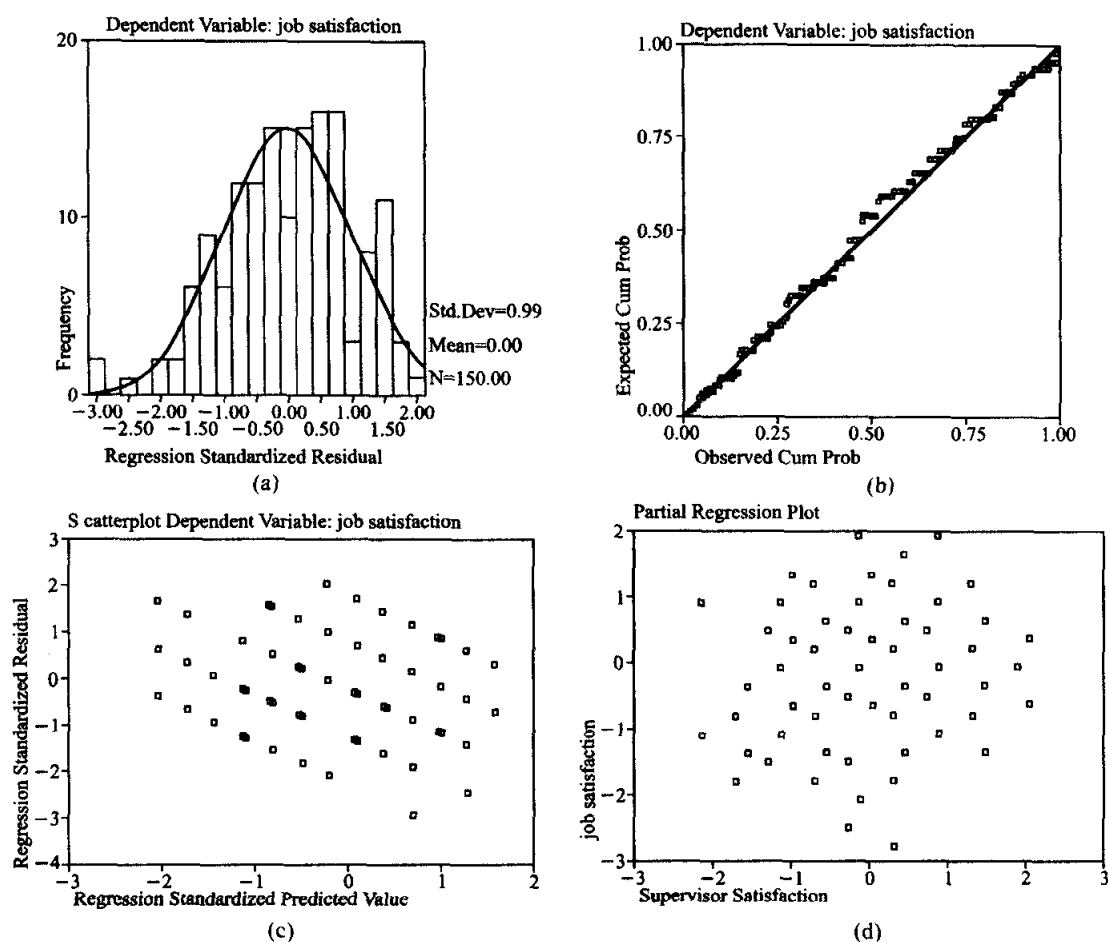 Dependent Variable: job satisfaction
20
10
0
Frequency
Std.Dev=0.99
Mean=0.00
N=150.00
−3.00 −2.00 −1.00 0.00 1.00 2.00
−2.50 −1.50 −0.50 0.50 1.50
Regression Standardized Residual
(a)
Dependent Variable: job satisfaction
1.00
0.75
0.50
0.25
0.00
Expected Cum Prob
0.00 0.25 0.50 0.75 1.00
Observed Cum Prob
(b)
S catterplot Dependent Variable: job satisfaction
3
2
1
0
−1
−2
−3
−4
Regression Standardized Residual
−3 −2 −1 0 1 2
Regression Standardized Predicted Value
(c)
Partial Regression Plot
2
1
0
−1
−2
−3
job satisfaction
−3 −2 −1 0 1 2 3
Supervisor Satisfaction
(d)